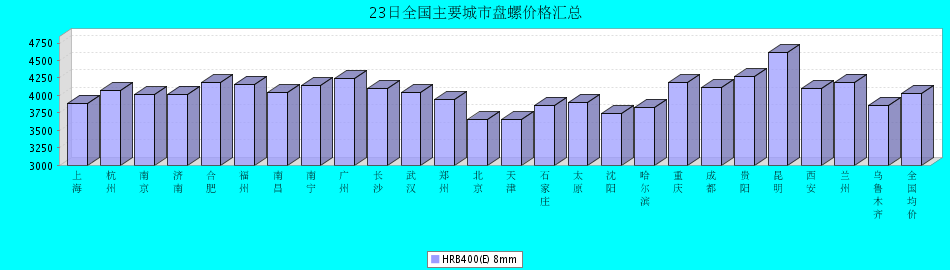 23日全国主要城市盘螺价格汇总
4750
4500
4250
4000
3750
3500
3250
3000
上海
杭州
南京
济南
合肥
福州
南昌
南宁
广州
长沙
武汉
郑州
北京
天津
石家庄
太原
沈阳
哈尔滨
重庆
成都
贵阳
昆明
西安
兰州
乌鲁木齐
全国均价
HRB400(E) 8mm